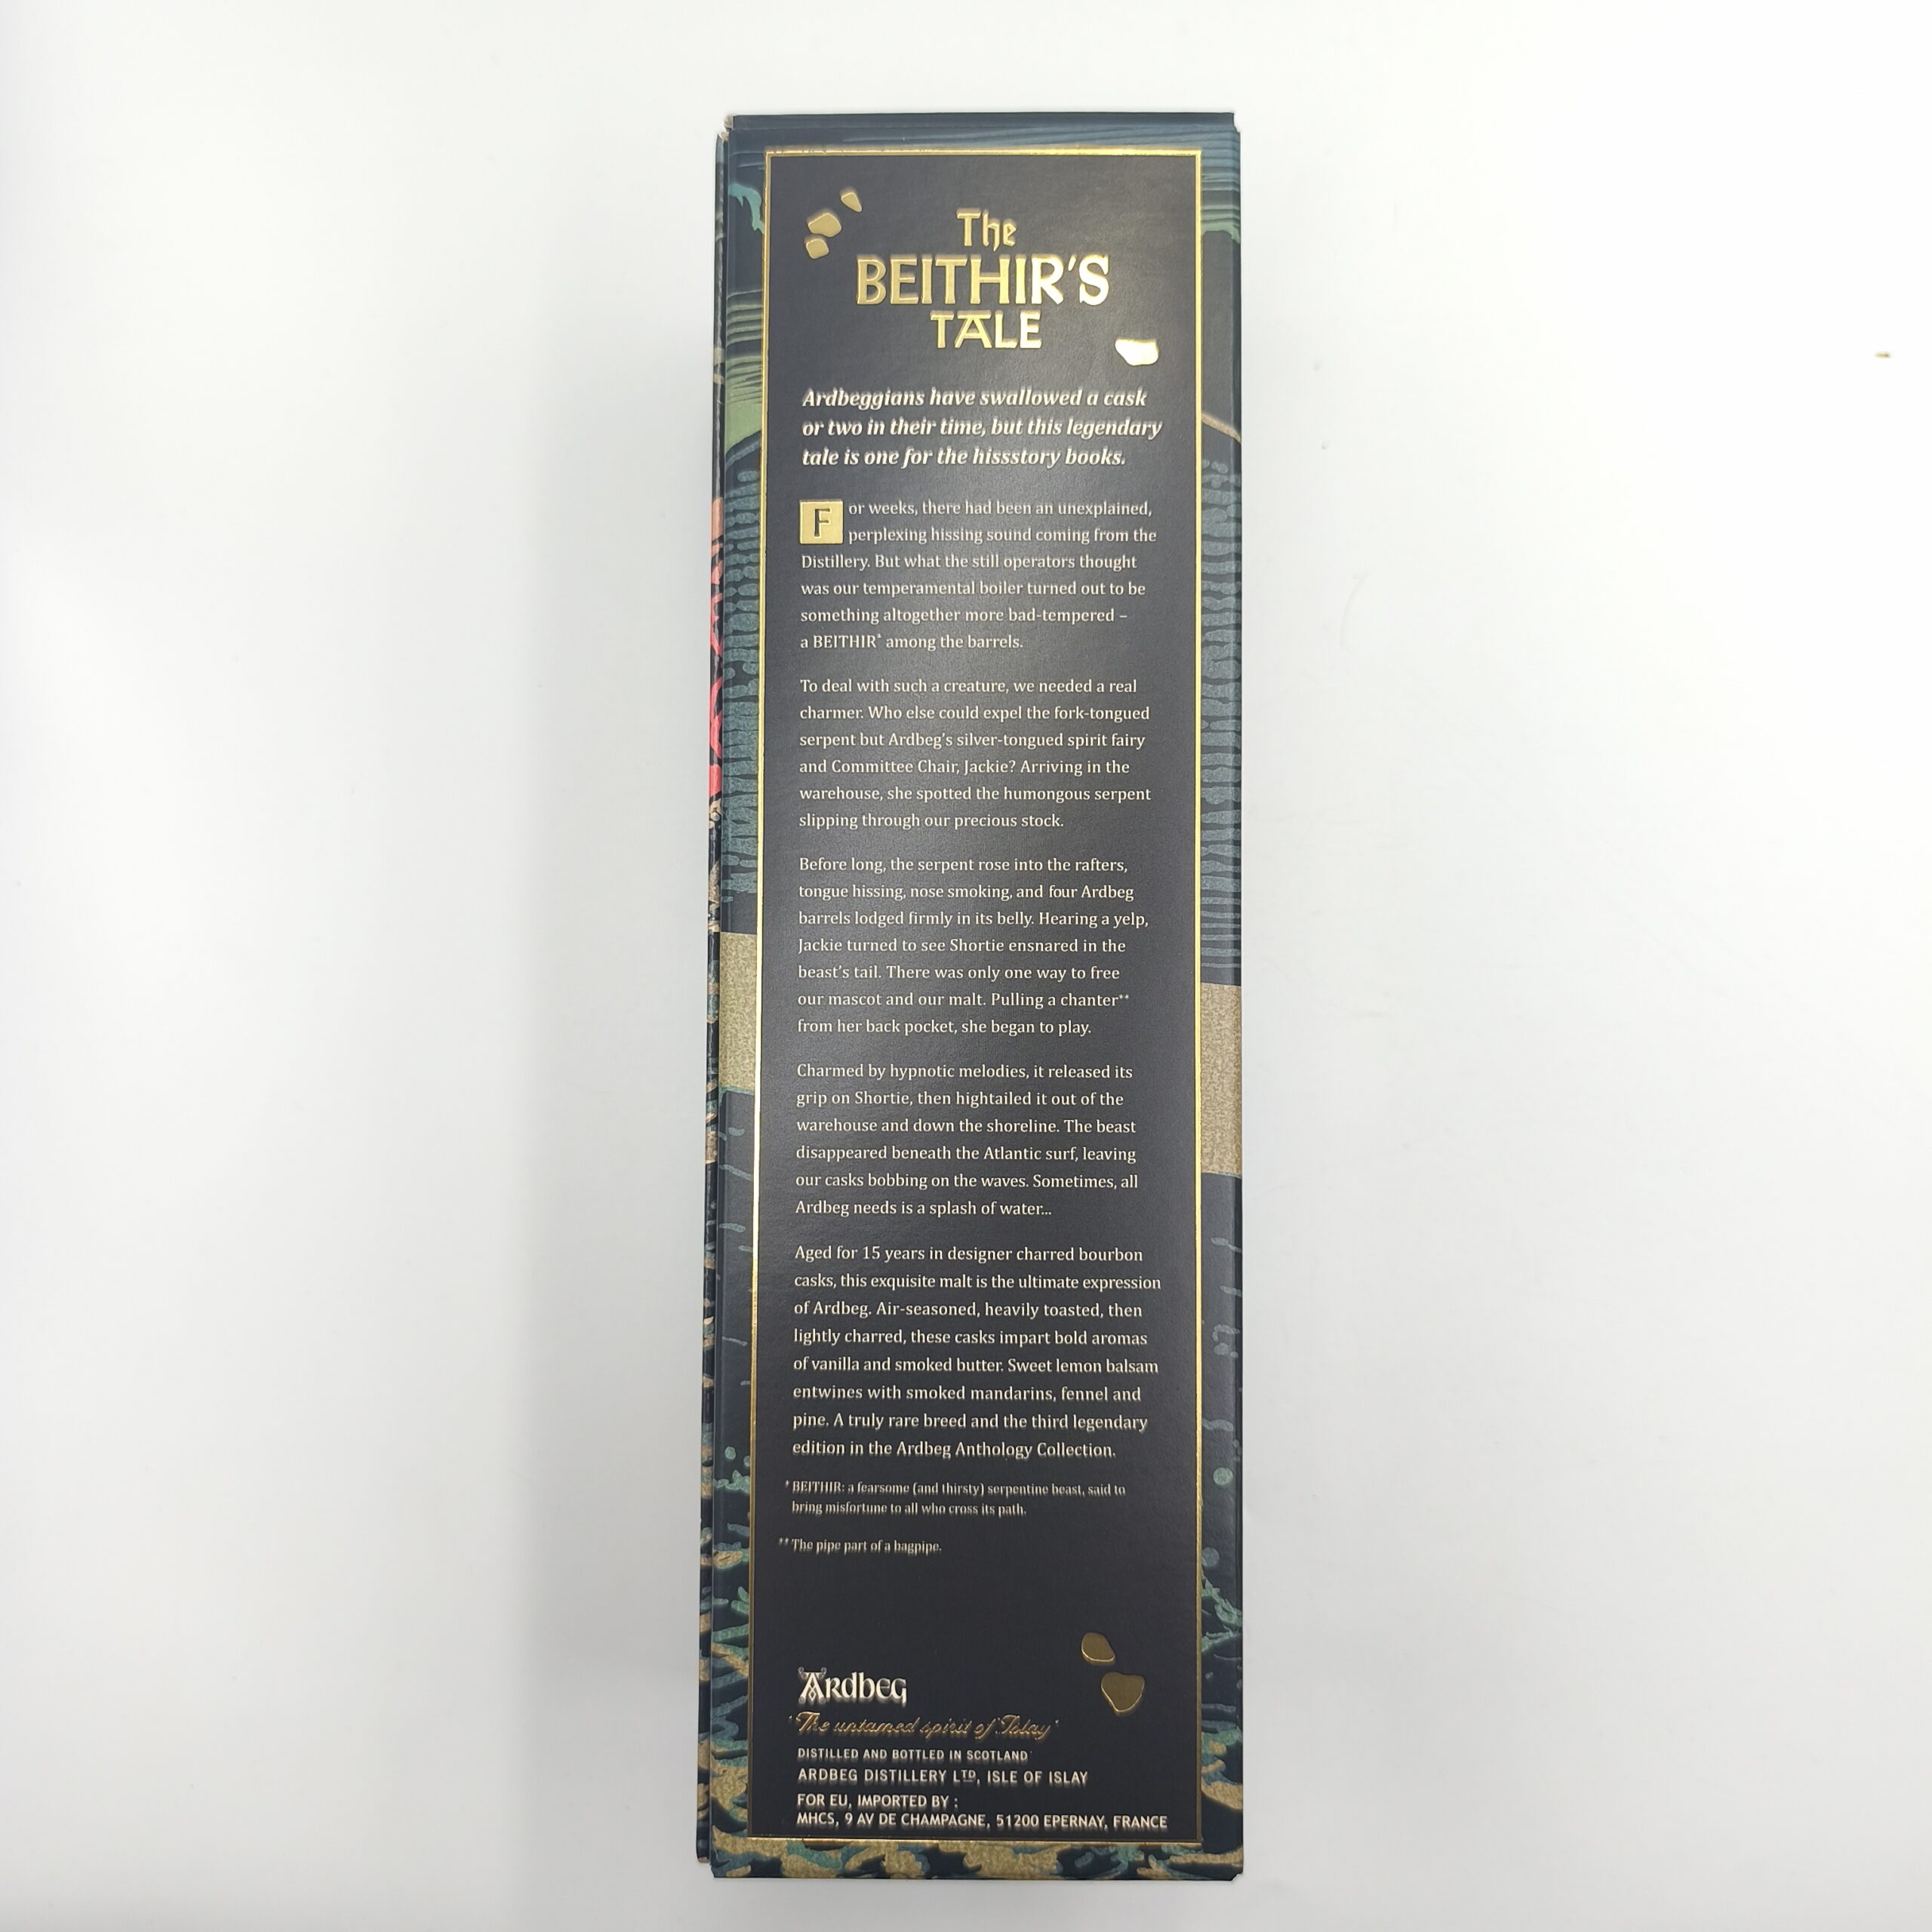 The
BEITHIR'S
TALE
Ardbeggians have swallowed a cask
or two in their time, but this legendary
tale is one for the hissstory books.
For weeks, there had been an unexplained,
perplexing hissing sound coming from the
Distillery. But what the still operators thought
was our temperamental boiler turned out to be
something altogether more bad-tempered –
a BEITHIR* among the barrels.
To deal with such a creature, we needed a real
charmer. Who else could expel the fork-tongued
serpent but Ardbeg's silver-tongued spirit fairy
and Committee Chair, Jackie? Arriving in the
warehouse, she spotted the humongous serpent
slipping through our precious stock.
Before long, the serpent rose into the rafters,
tongue hissing, nose smoking, and four Ardbeg
barrels lodged firmly in its belly. Hearing a yelp,
Jackie turned to see Shortie ensnared in the
beast's tail. There was only one way to free
our mascot and our malt. Pulling a chanter**
from her back pocket, she began to play.
Charmed by hypnotic melodies, it released its
grip on Shortie, then hightailed it out of the
warehouse and down the shoreline. The beast
disappeared beneath the Atlantic surf, leaving
our casks bobbing on the waves. Sometimes, all
Ardbeg needs is a splash of water...
Aged for 15 years in designer charred bourbon
casks, this exquisite malt is the ultimate expression
of Ardbeg. Air-seasoned, heavily toasted, then
lightly charred, these casks impart bold aromas
of vanilla and smoked butter. Sweet lemon balsam
entwines with smoked mandarins, fennel and
pine. A truly rare breed and the third legendary
edition in the Ardbeg Anthology Collection.
* BEITHIR: a fearsome (and thirsty) serpentine beast, said to
bring misfortune to all who cross its path.
** The pipe part of a bagpipe.
ARdbeg
'The untamed spirit of Islay'
DISTILLED AND BOTTLED IN SCOTLAND
ARDBEG DISTILLERY LTD, ISLE OF ISLAY
FOR EU, IMPORTED BY :
MHCS, 9 AV DE CHAMPAGNE, 51200 EPERNAY, FRANCE